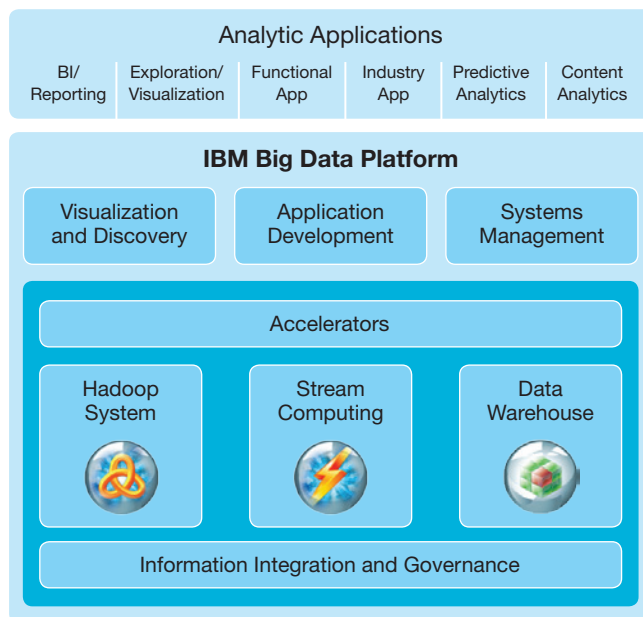 Analytic Applications
BI/
Reporting
Exploration/
Visualization
Functional
App
Industry
App
Predictive
Analytics
Content
Analytics
IBM Big Data Platform
Visualization
and Discovery
Application
Development
Systems
Management
Accelerators
Hadoop
System
Stream
Computing
Data
Warehouse
Information Integration and Governance